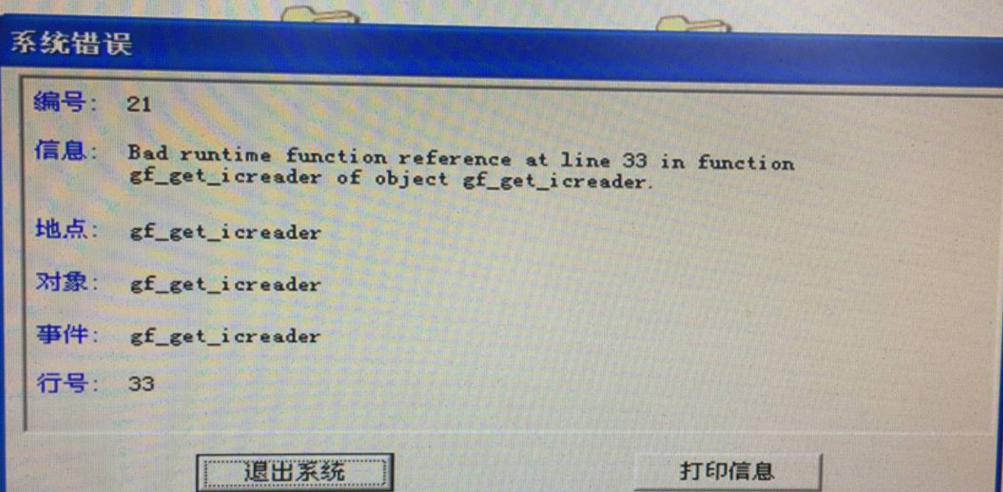 系统错误
编号: 21
信息: Bad runtime function reference at line 33 in function
gf_get_icreader of object gf_get_icreader.
地点: gf_get_icreader
对象: gf_get_icreader
事件: gf_get_icreader
行号: 33
退出系统 打印信息